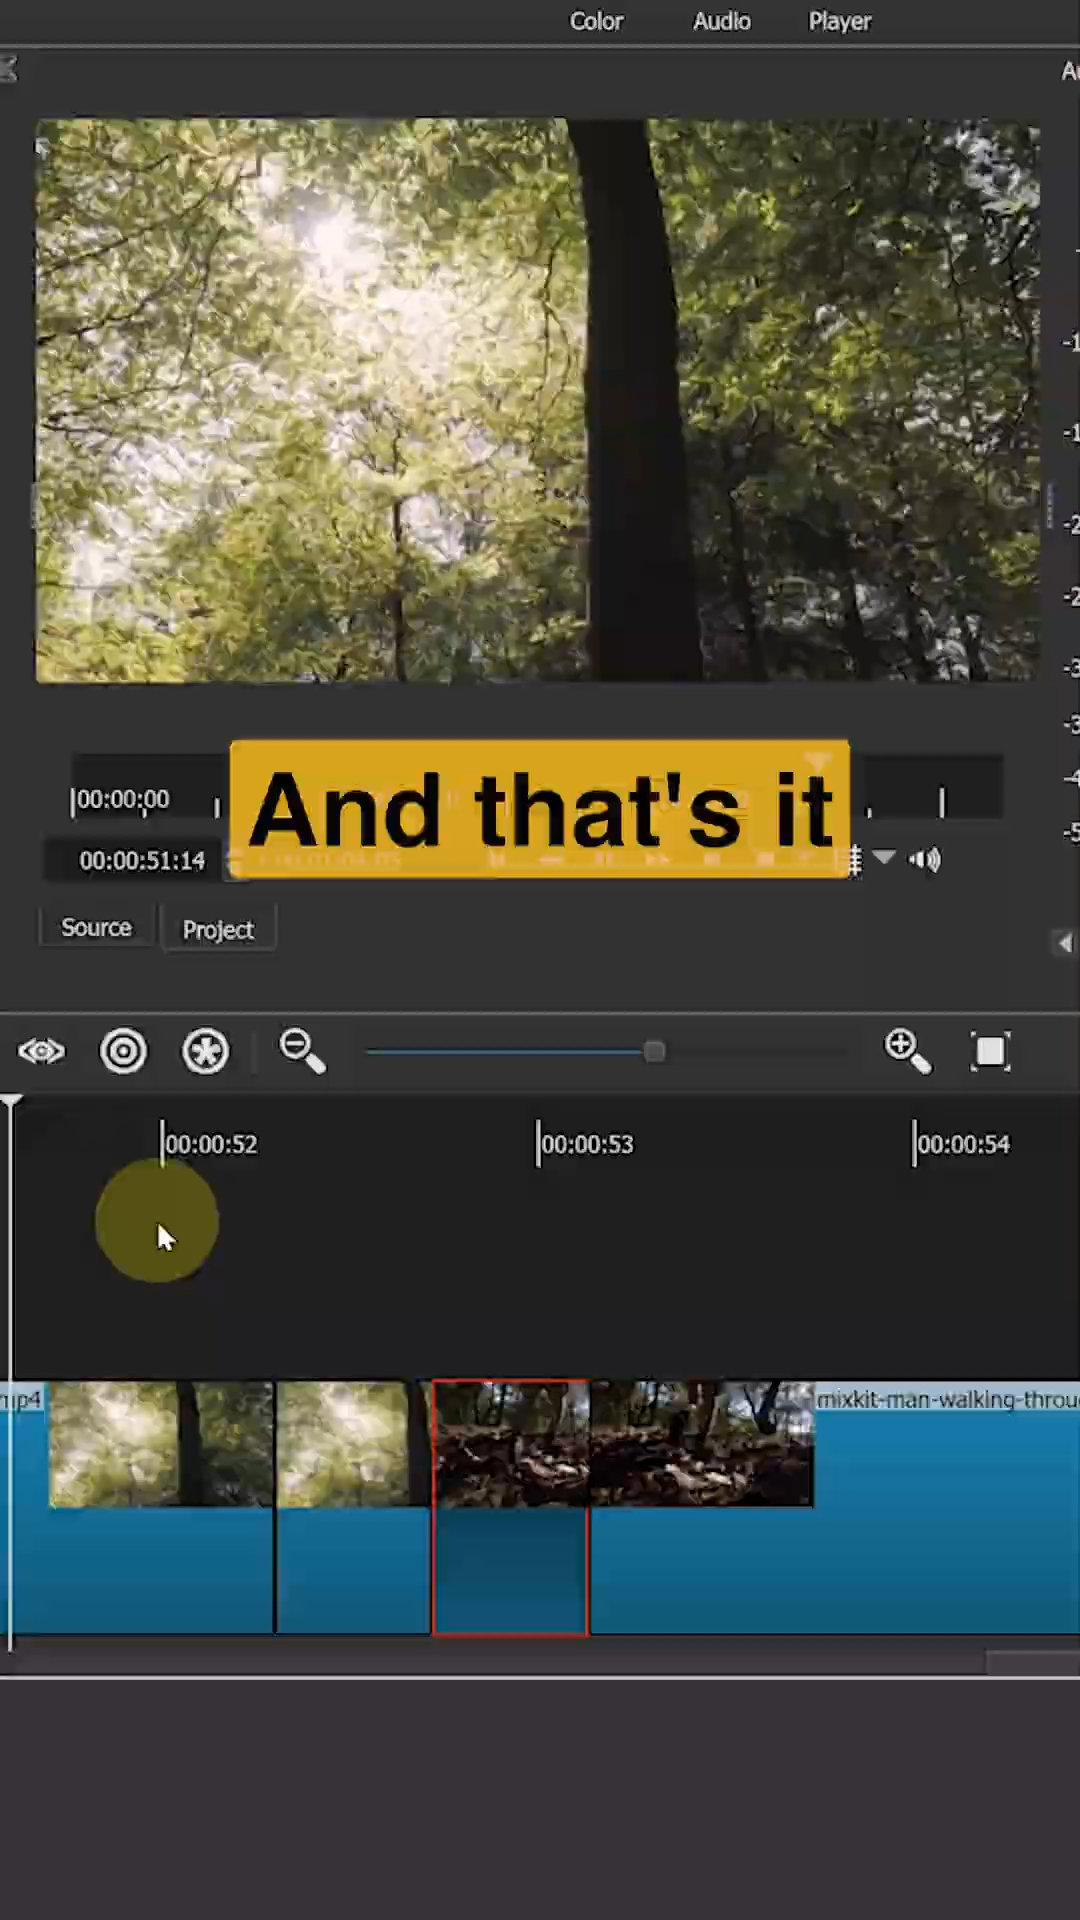 Color Audio Player
00:00:00
And that's it
00:00:51:14
Source Project
00:00:52 00:00:53 00:00:54
mp4 mixkit-man-walking-throu